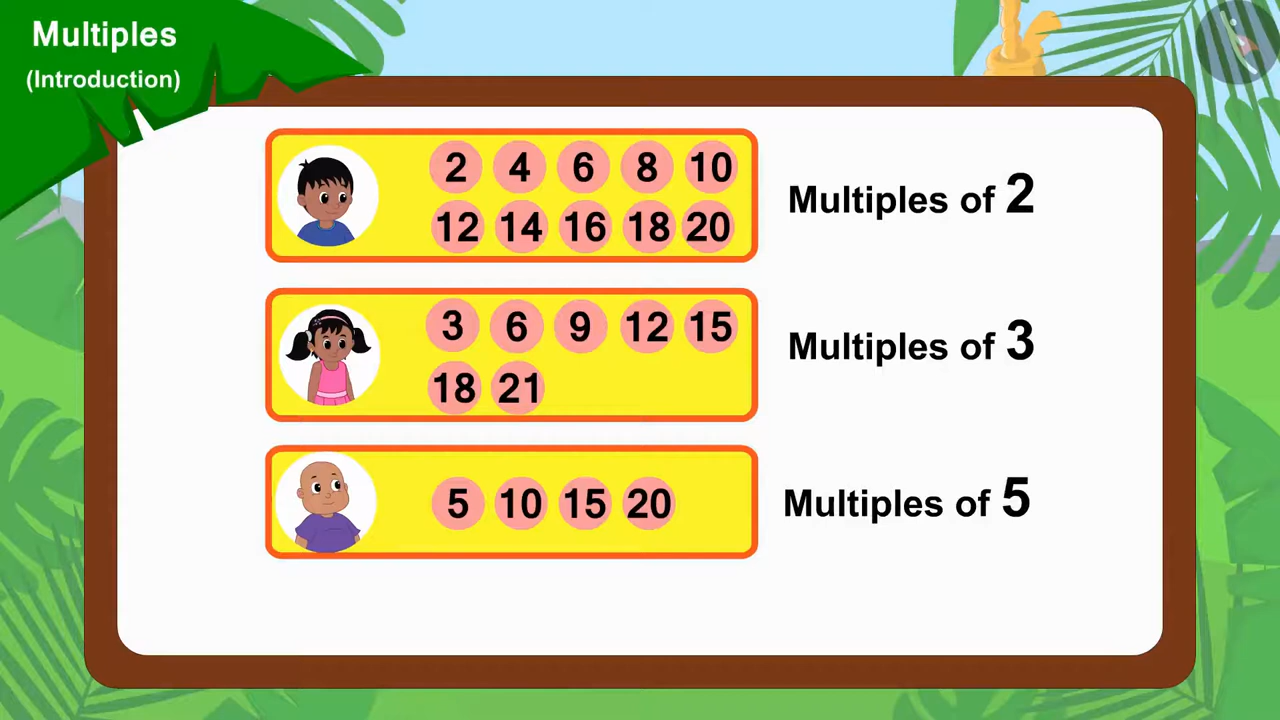 Multiples
(Introduction)
2 4 6 8 10
12 14 16 18 20
Multiples of 2
3 6 9 12 15
18 21
Multiples of 3
5 10 15 20
Multiples of 5